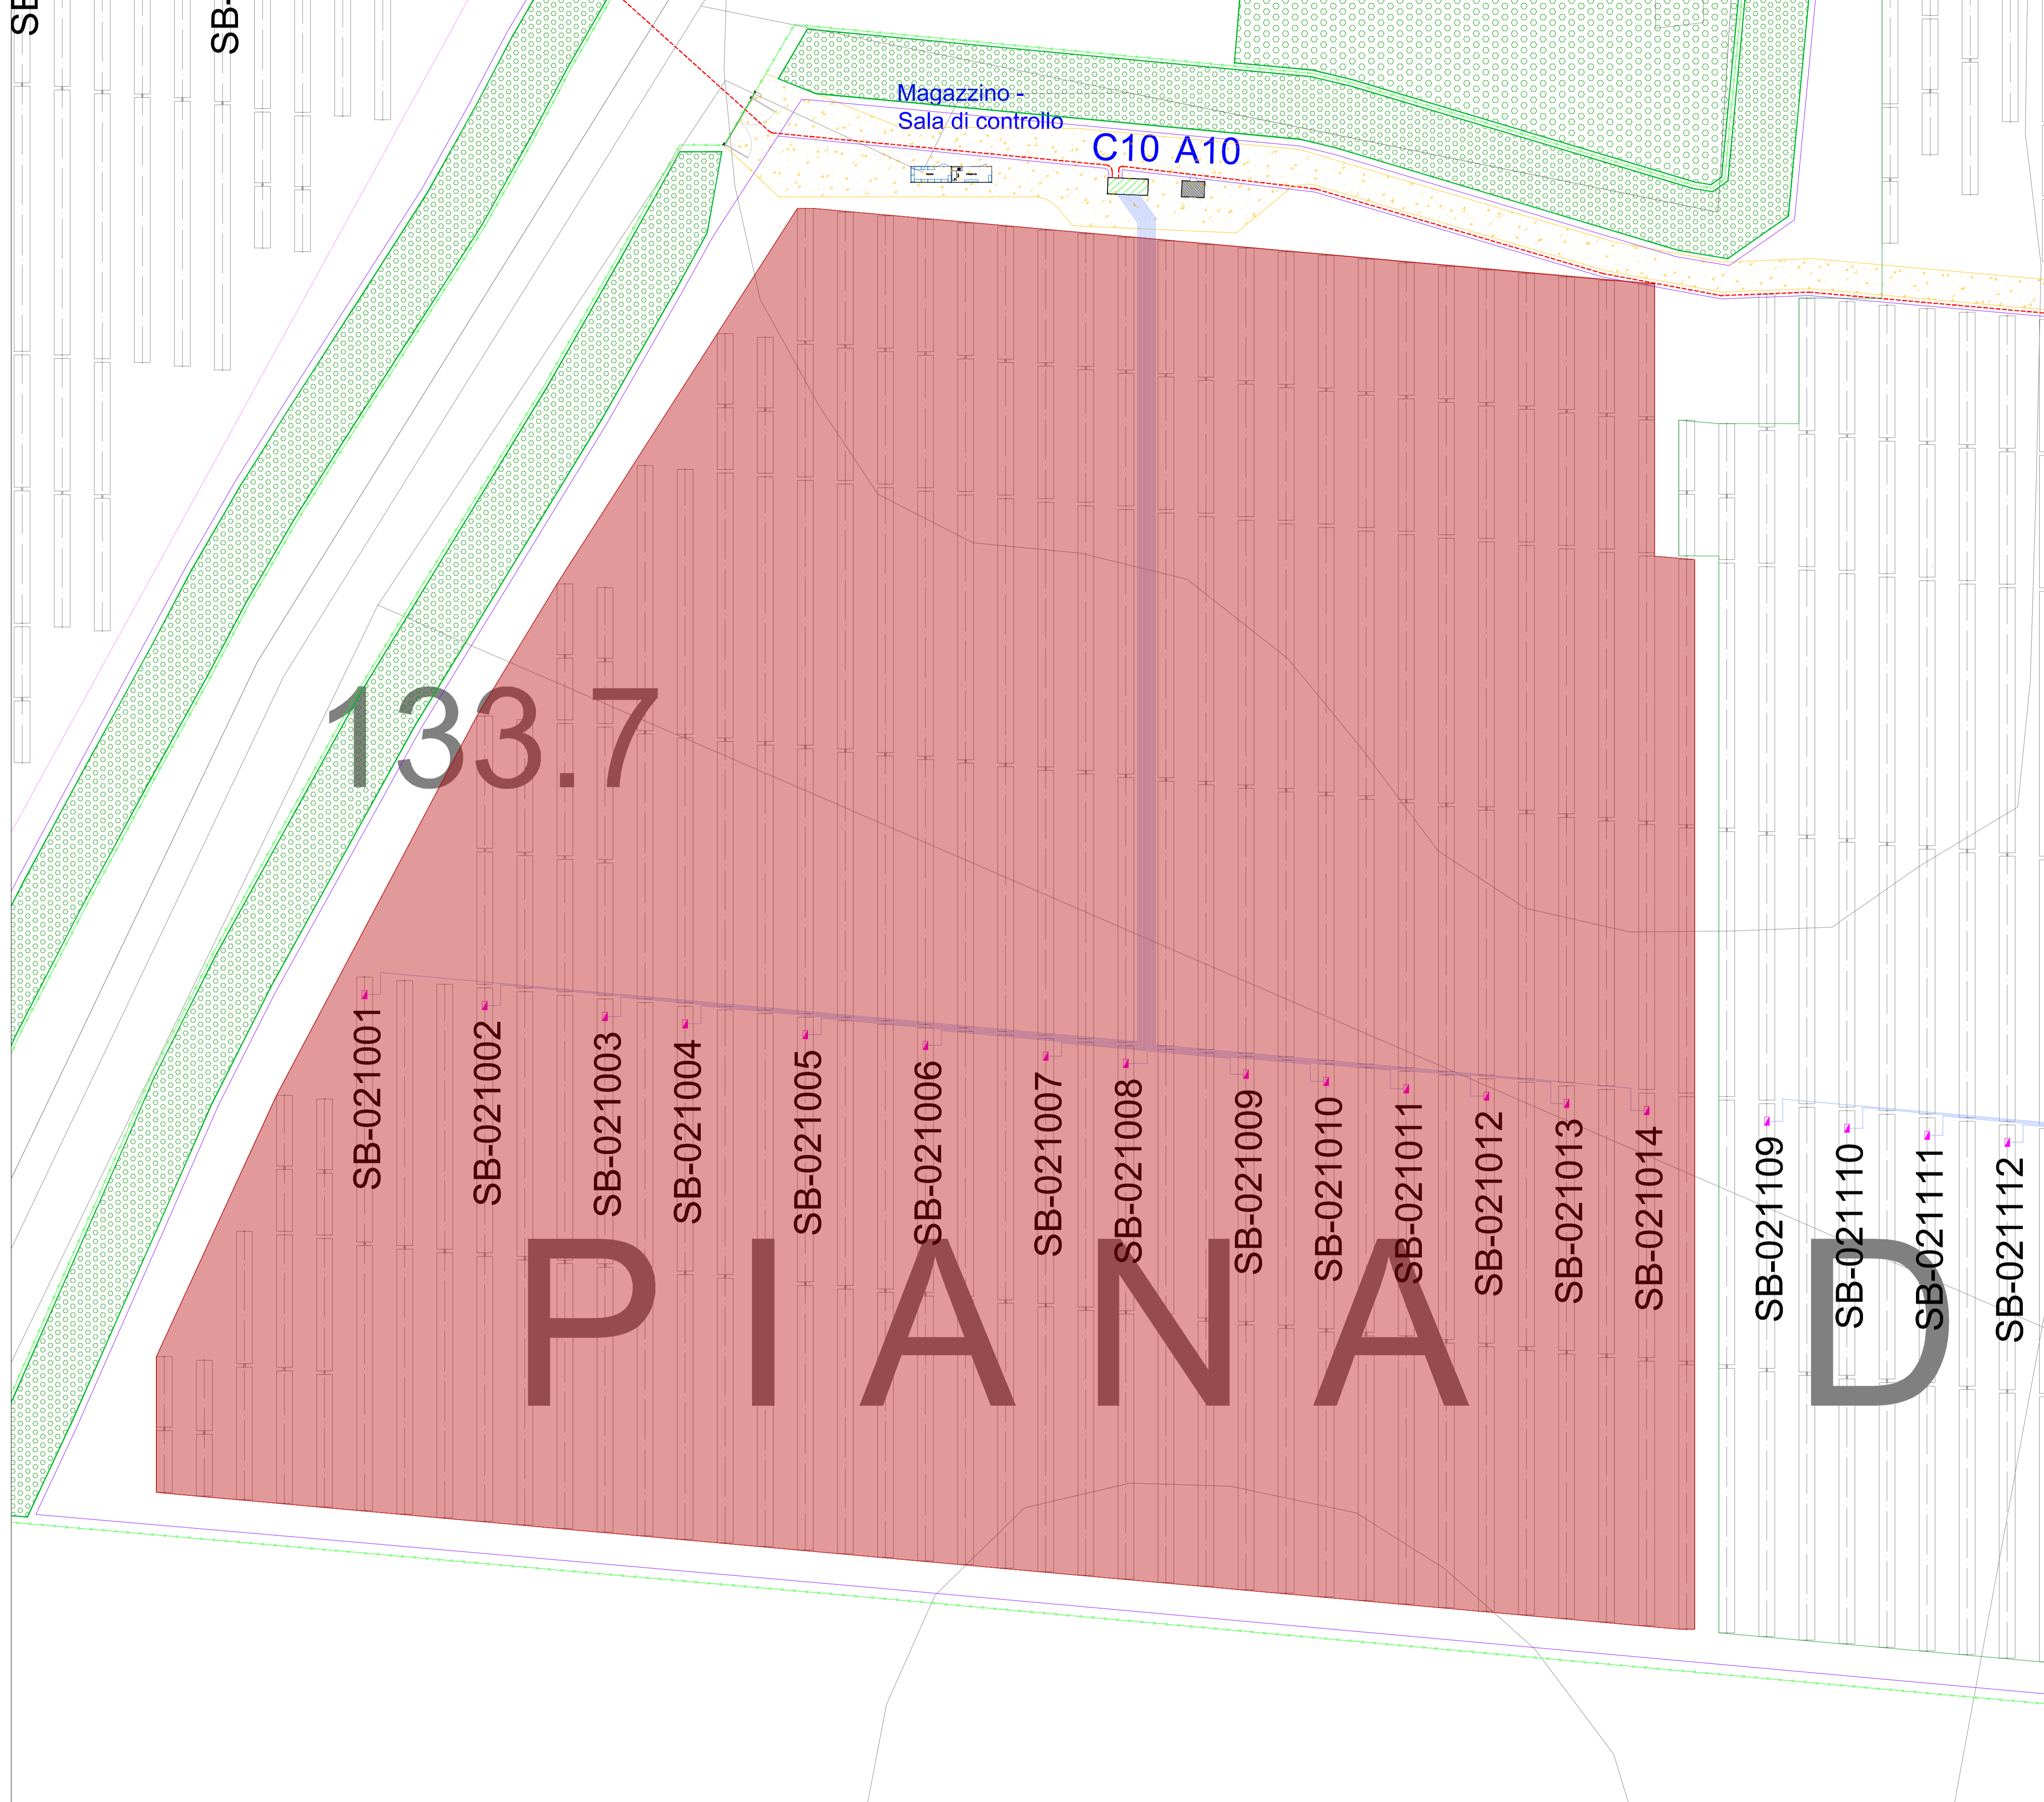 Magazzino -
Sala di controllo
C10 A10
133.7
SB-021001
SB-021002
SB-021003
SB-021004
SB-021005
SB-021006
SB-021007
SB-021008
SB-021009
SB-021010
SB-021011
SB-021012
SB-021013
SB-021014
SB-021109
SB-021110
SB-021111
SB-021112
P I A N A D